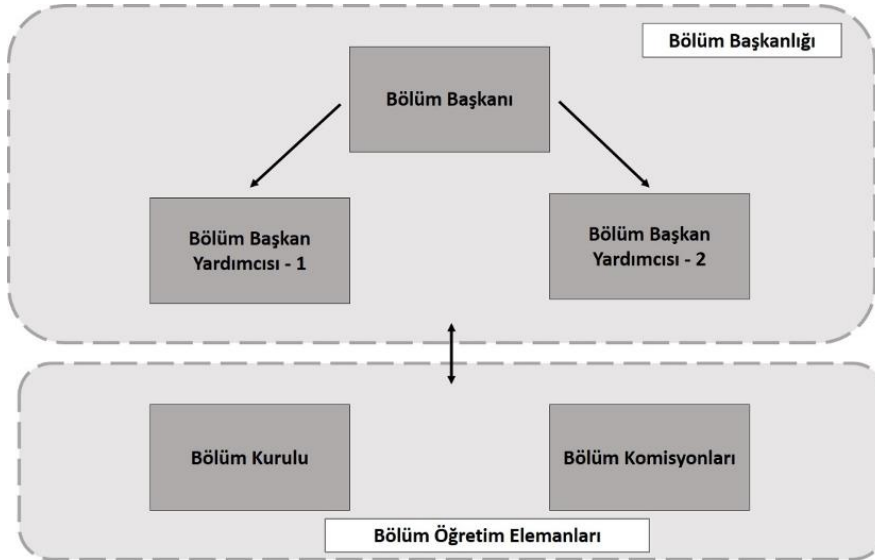 Bölüm Başkanlığı
Bölüm Başkanı
Bölüm Başkan
Yardımcısı - 1
Bölüm Başkan
Yardımcısı - 2
Bölüm Kurulu
Bölüm Komisyonları
Bölüm Öğretim Elemanları